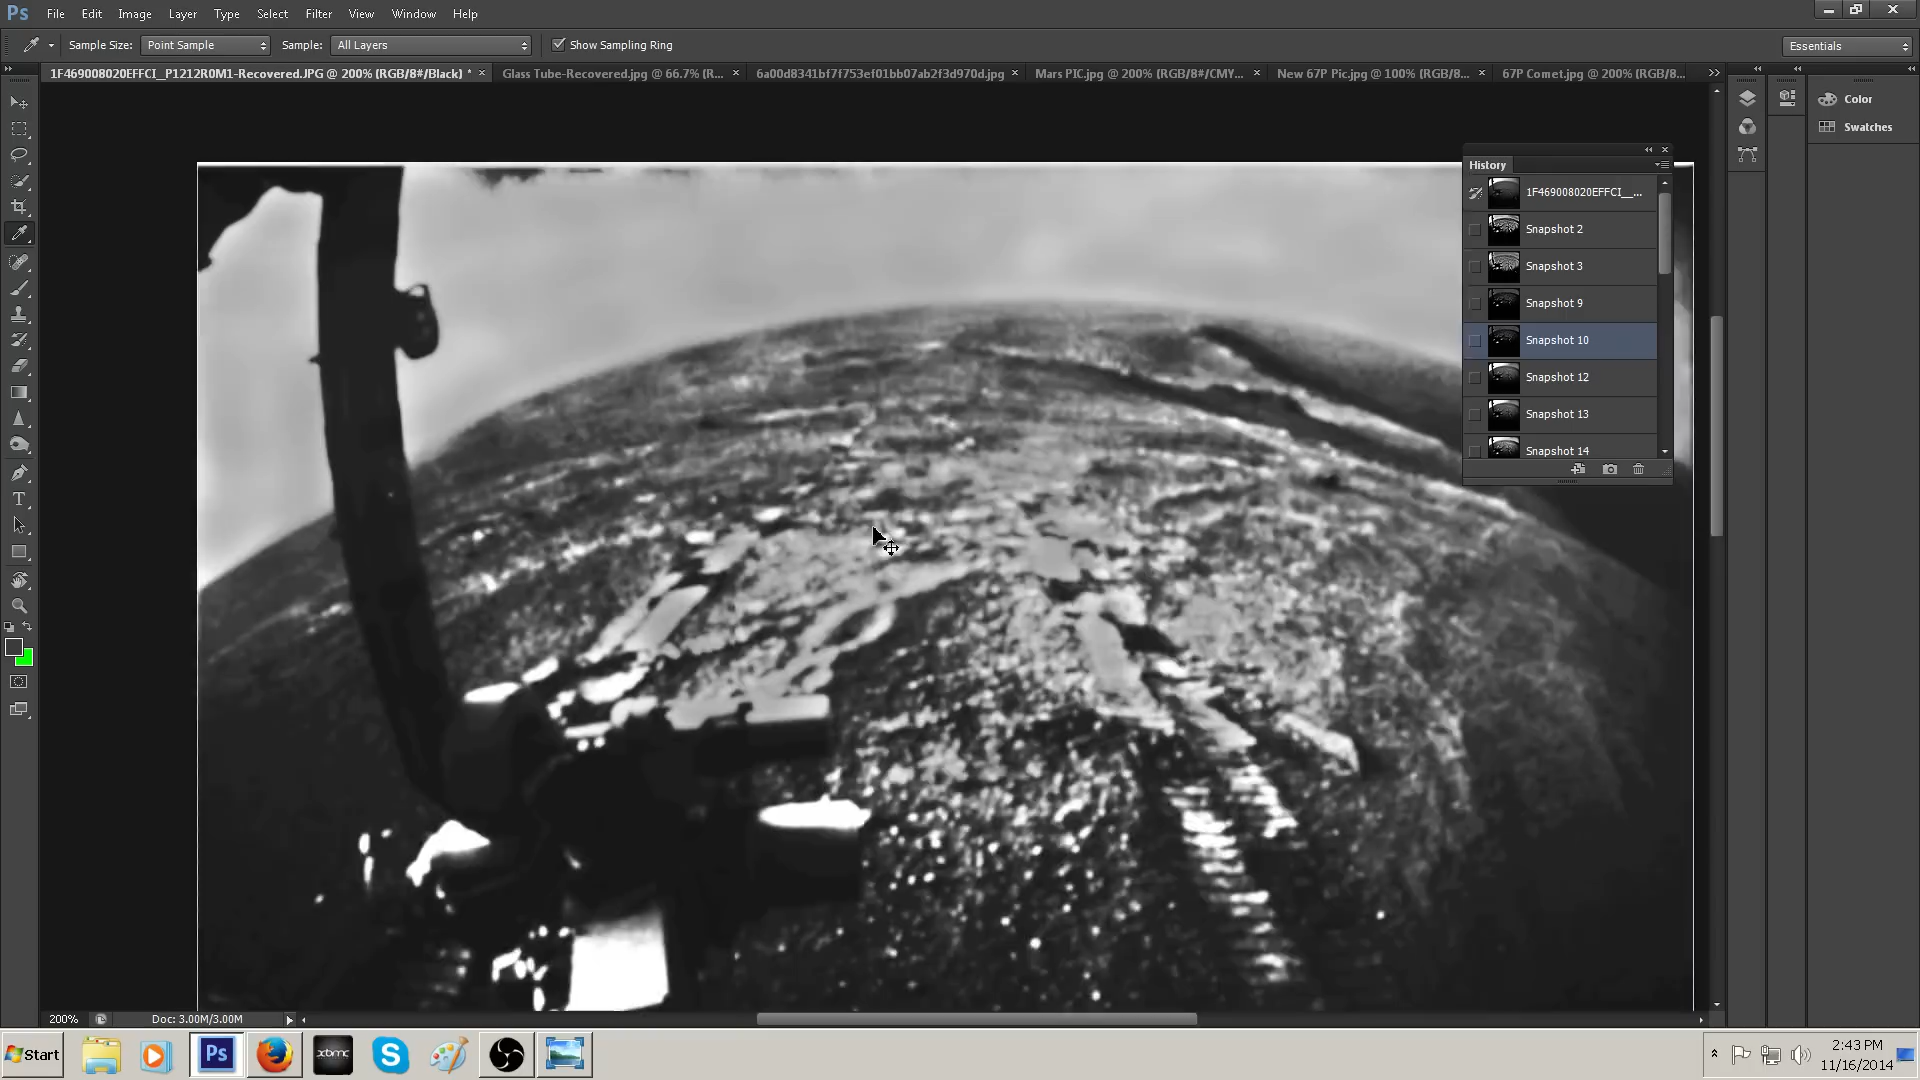 Ps File Edit Image Layer Type Select Filter View Window Help
Sample Size: Point Sample Sample: All Layers Show Sampling Ring Essentials
1F469008020EFFCI__P1212R0M1-Recovered.JPG @ 200% (RGB/8#/Black) * Glass Tube-Recovered.jpg @ 66.7% (R... 6a00d8341bf7f753ef01bb07ab2f3d970d.jpg Mars PIC.jpg @ 200% (RGB/8#/CMY... New 67P Pic.jpg @ 100% (RGB/8... 67P Comet.jpg @ 200% (RGB/8...
Color
Swatches
History
1F469008020EFFCI__...
Snapshot 2
Snapshot 3
Snapshot 9
Snapshot 10
Snapshot 12
Snapshot 13
Snapshot 14
200% Doc: 3.00M/3.00M
Start Ps xbmc
2:43 PM
11/16/2014